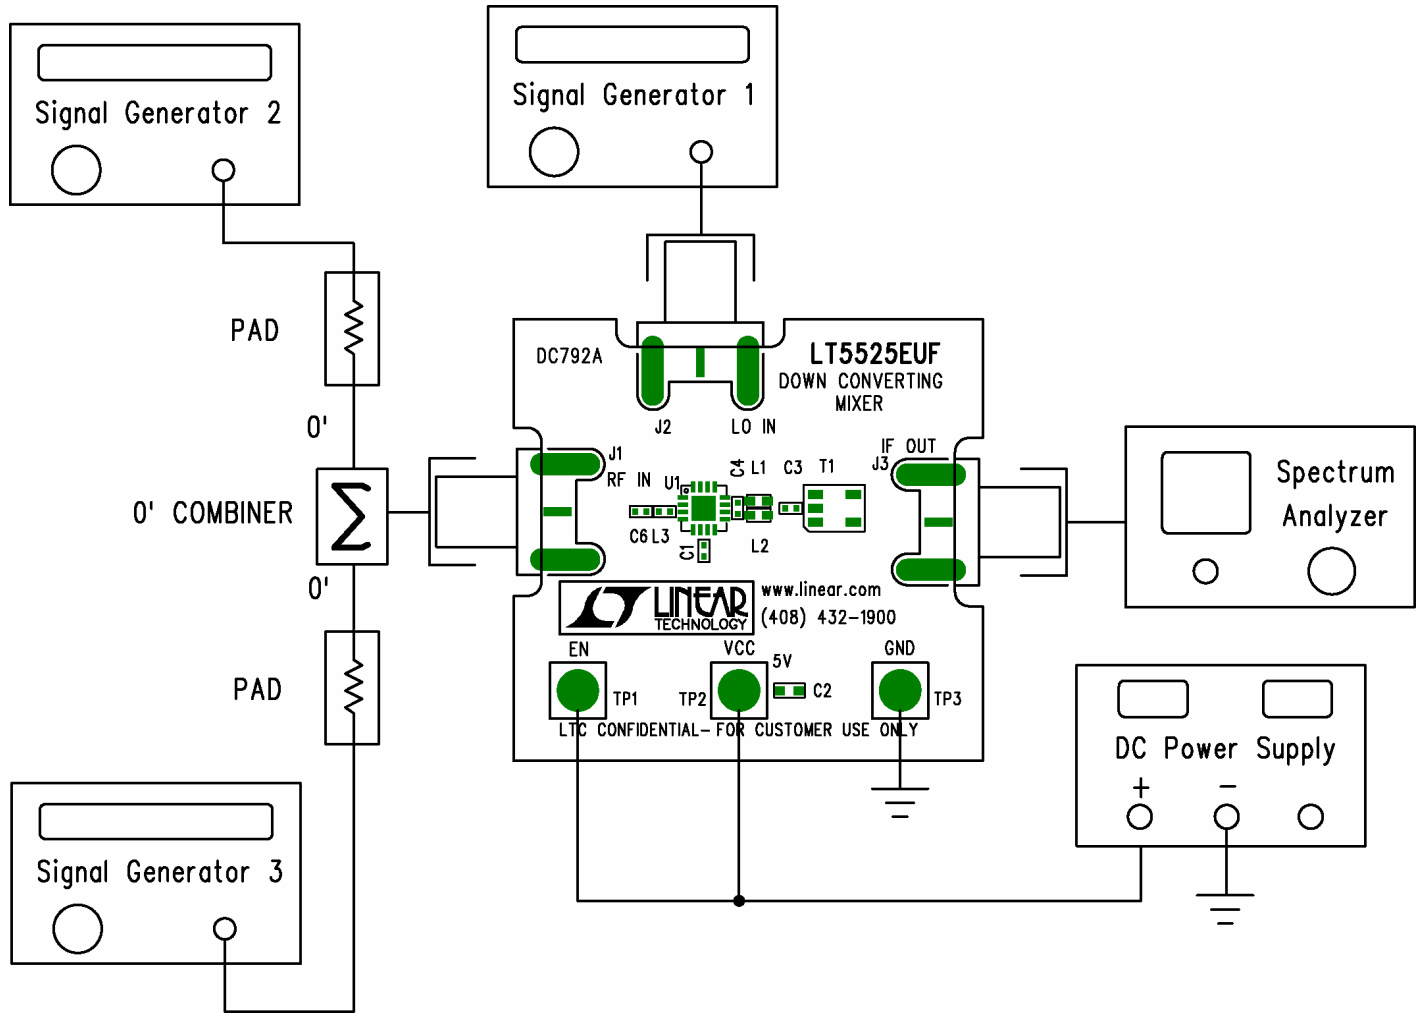 Signal Generator 2
Signal Generator 1
PAD
0'
0' COMBINER
Σ
0'
PAD
Signal Generator 3
DC792A
LT5525EUF
DOWN CONVERTING
MIXER
J2
LO IN
J1
RF IN
U1
C4
L1
C3
T1
IF OUT
J3
C6
L3
C1
L2
LINEAR
TECHNOLOGY
www.linear.com
(408) 432-1900
EN
VCC
5V
GND
TP1
TP2
C2
TP3
LTC CONFIDENTIAL- FOR CUSTOMER USE ONLY
Spectrum
Analyzer
DC Power Supply
+
-